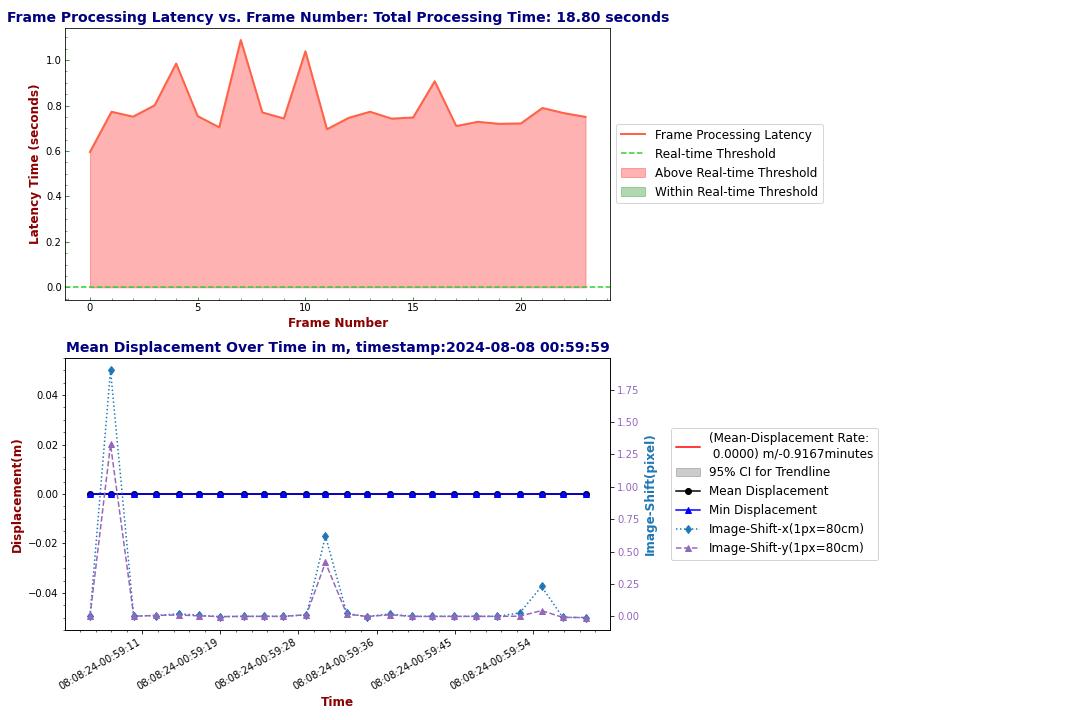 Frame Processing Latency vs. Frame Number: Total Processing Time: 18.80 seconds
Latency Time (seconds)
1.0
0.8
0.6
0.4
0.2
0.0
0 5 10 15 20
Frame Number
Frame Processing Latency
Real-time Threshold
Above Real-time Threshold
Within Real-time Threshold
Mean Displacement Over Time in m, timestamp:2024-08-08 00:59:59
Displacement(m)
0.04
0.02
0.00
−0.02
−0.04
1.75
1.50
1.25
1.00
0.75
0.50
0.25
0.00
Image-Shift(pixel)
08:08:24-00:59:11
08:08:24-00:59:19
08:08:24-00:59:28
08:08:24-00:59:36
08:08:24-00:59:45
08:08:24-00:59:54
Time
(Mean-Displacement Rate:
0.0000) m/-0.9167minutes
95% CI for Trendline
Mean Displacement
Min Displacement
Image-Shift-x(1px=80cm)
Image-Shift-y(1px=80cm)